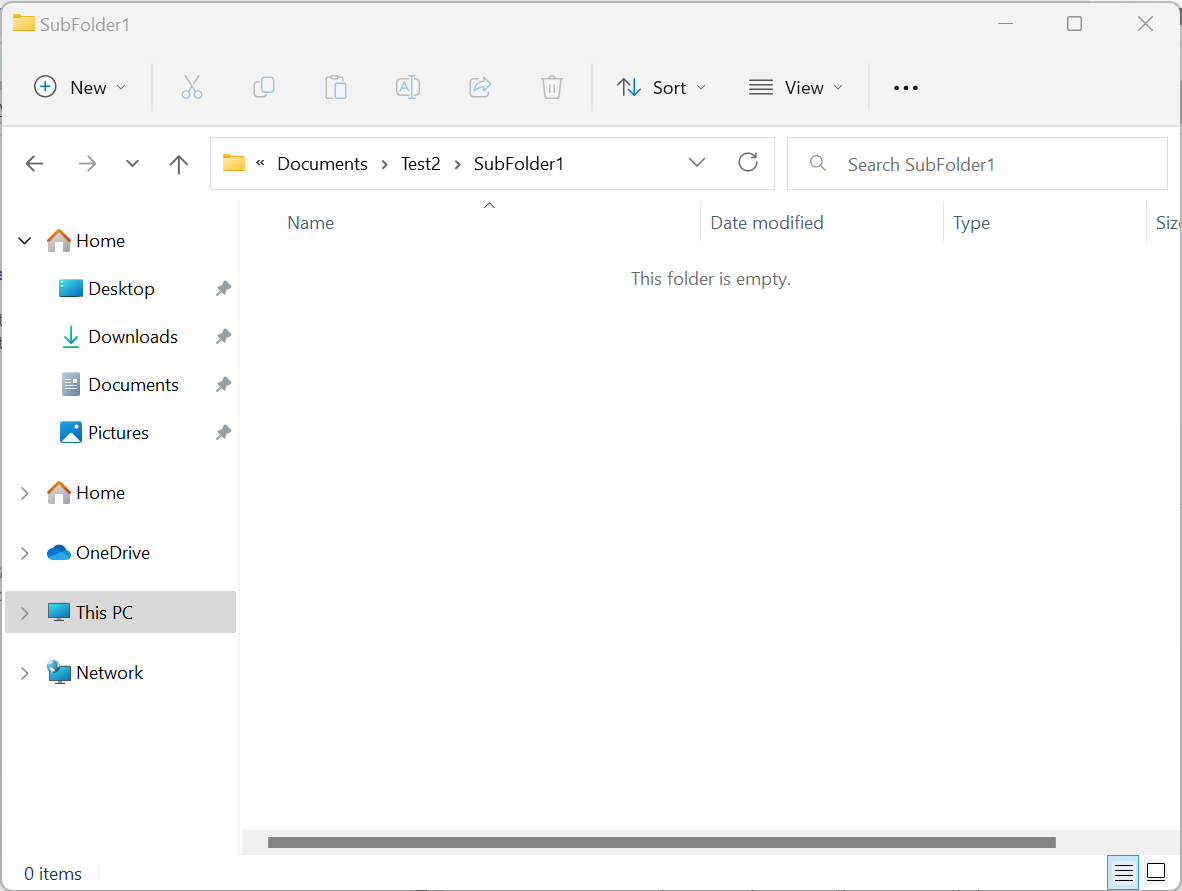 SubFolder1
New Sort View
« Documents > Test2 > SubFolder1 Search SubFolder1
Name Date modified Type Size
This folder is empty.
Home
Desktop
Downloads
Documents
Pictures
Home
OneDrive
This PC
Network
0 items